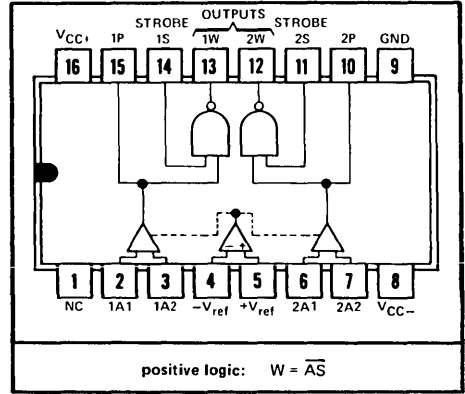 STROBE OUTPUTS STROBE
VCC+ 1P 1S 1W 2W 2S 2P GND
16 15 14 13 12 11 10 9
- +
1 2 3 4 5 6 7 8
NC 1A1 1A2 −Vref +Vref 2A1 2A2 VCC−
positive logic: W = A̅S̅